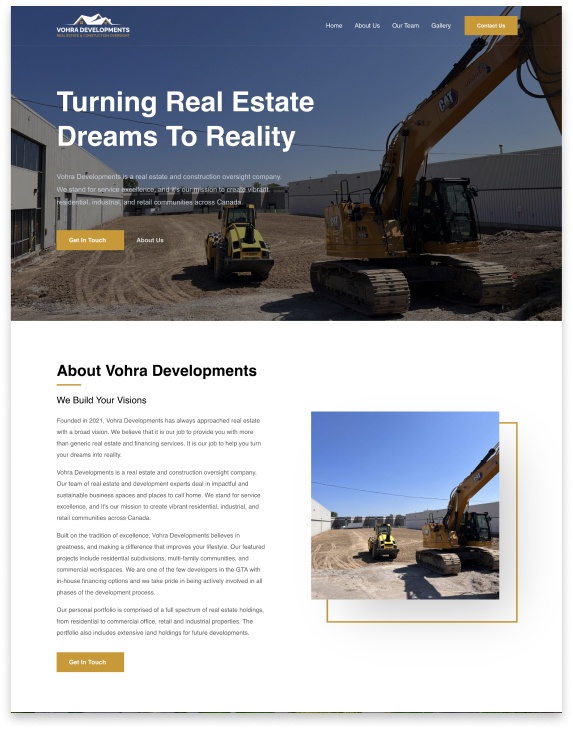 VOHRA DEVELOPMENTS
REAL ESTATE & CONSTRUCTION OVERSIGHT
Home About Us Our Team Gallery Contact Us
Turning Real Estate
Dreams To Reality
Vohra Developments is a real estate and construction oversight company.
We stand for service excellence, and it's our mission to create vibrant
residential, industrial, and retail communities across Canada.
Get In Touch About Us
CAT
About Vohra Developments
We Build Your Visions
Founded in 2021, Vohra Developments has always approached real estate
with a broad vision. We believe that it is our job to provide you with more
than generic real estate and financing services. It is our job to help you turn
your dreams into reality.
Vohra Developments is a real estate and construction oversight company.
Our team of real estate and development experts deal in impactful and
sustainable business spaces and places to call home. We stand for service
excellence, and it's our mission to create vibrant residential, industrial, and
retail communities across Canada.
Built on the tradition of excellence, Vohra Developments believes in
greatness, and making a difference that improves your lifestyle. Our featured
projects include residential subdivisions, multi-family communities, and
commercial workspaces. We are one of the few developers in the GTA with
in-house financing options and we take pride in being actively involved in all
phases of the development process.
Our personal portfolio is comprised of a full spectrum of real estate holdings,
from residential to commercial office, retail and industrial properties. The
portfolio also includes extensive land holdings for future developments.
Get In Touch